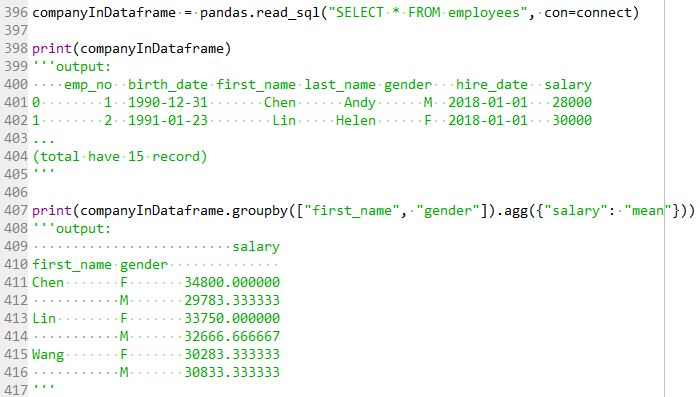 396 companyInDataframe = pandas.read_sql("SELECT * FROM employees", con=connect)
397
398 print(companyInDataframe)
399 '''output:
400     emp_no  birth_date first_name last_name gender   hire_date  salary
401 0        1  1990-12-31       Chen      Andy      M  2018-01-01   28000
402 1        2  1991-01-23        Lin     Helen      F  2018-01-01   30000
403 ...
404 (total have 15 record)
405 '''
406
407 print(companyInDataframe.groupby(["first_name", "gender"]).agg({"salary": "mean"}))
408 '''output:
409                         salary
410 first_name gender
411 Chen       F       34800.000000
412            M       29783.333333
413 Lin        F       33750.000000
414            M       32666.666667
415 Wang       F       30283.333333
416            M       30833.333333
417 '''